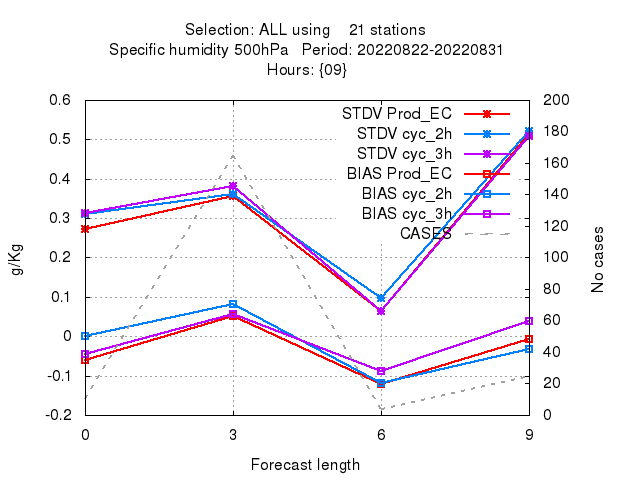 Selection: ALL using    21 stations
Specific humidity 500hPa   Period: 20220822-20220831
Hours: {09}
0.6
0.5
0.4
0.3
0.2
0.1
0
-0.1
-0.2
g/Kg
STDV Prod_EC
STDV cyc_2h
STDV cyc_3h
BIAS Prod_EC
BIAS cyc_2h
BIAS cyc_3h
CASES
200
180
160
140
120
100
80
60
40
20
0
No cases
0 3 6 9
Forecast length